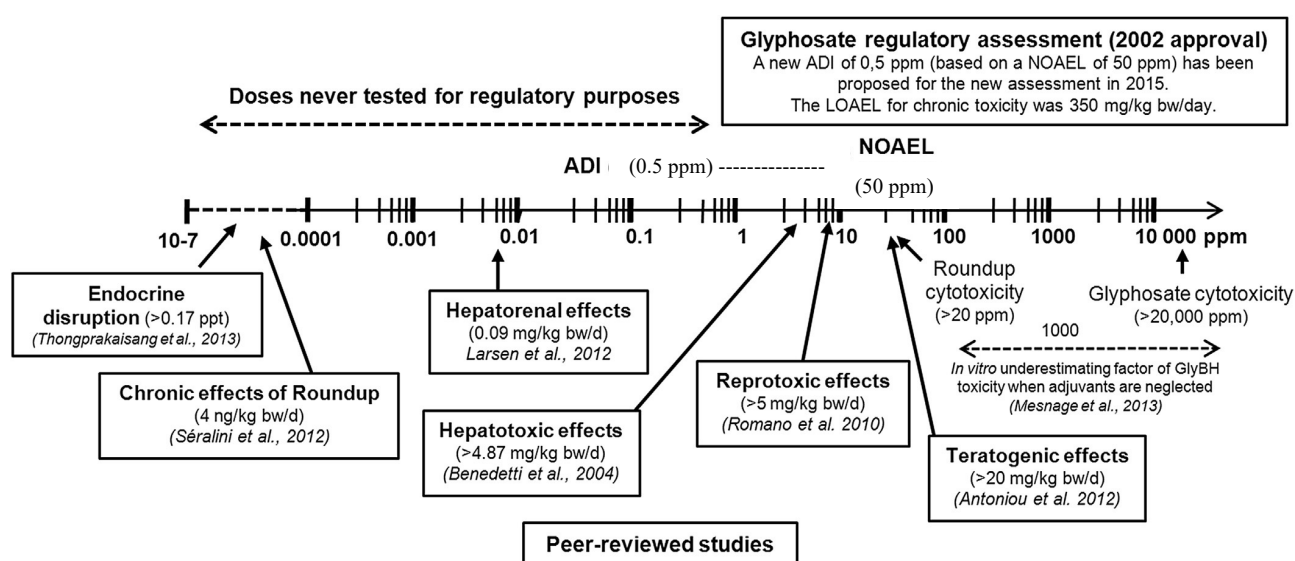 Glyphosate regulatory assessment (2002 approval)
A new ADI of 0,5 ppm (based on a NOAEL of 50 ppm) has been
proposed for the new assessment in 2015.
The LOAEL for chronic toxicity was 350 mg/kg bw/day.
Doses never tested for regulatory purposes
ADI (0.5 ppm)
NOAEL
(50 ppm)
10-7 0.0001 0.001 0.01 0.1 1 10 100 1000 10 000 ppm
Endocrine
disruption (>0.17 ppt)
(Thongprakaisang et al., 2013)
Chronic effects of Roundup
(4 ng/kg bw/d)
(Séralini et al., 2012)
Hepatorenal effects
(0.09 mg/kg bw/d)
Larsen et al., 2012
Hepatotoxic effects
(>4.87 mg/kg bw/d)
(Benedetti et al., 2004)
Reprotoxic effects
(>5 mg/kg bw/d)
(Romano et al. 2010)
Roundup
cytotoxicity
(>20 ppm)
Glyphosate cytotoxicity
(>20,000 ppm)
1000
In vitro underestimating factor of GlyBH
toxicity when adjuvants are neglected
(Mesnage et al., 2013)
Teratogenic effects
(>20 mg/kg bw/d)
(Antoniou et al. 2012)
Peer-reviewed studies